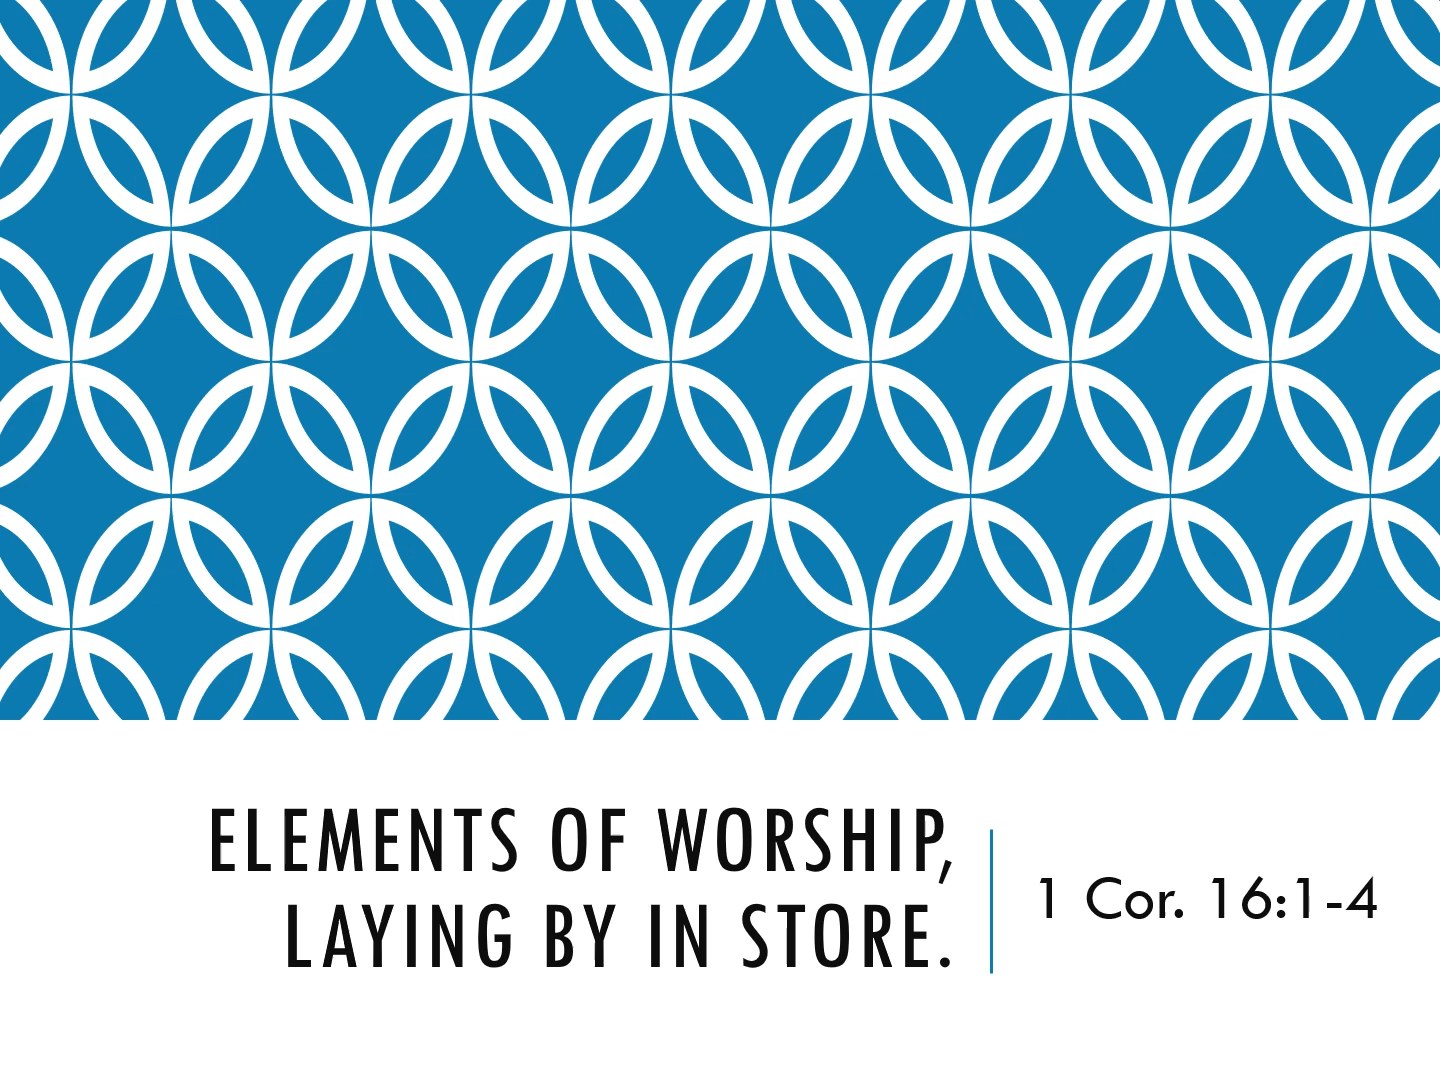 ELEMENTS OF WORSHIP,
LAYING BY IN STORE.
1 Cor. 16:1-4